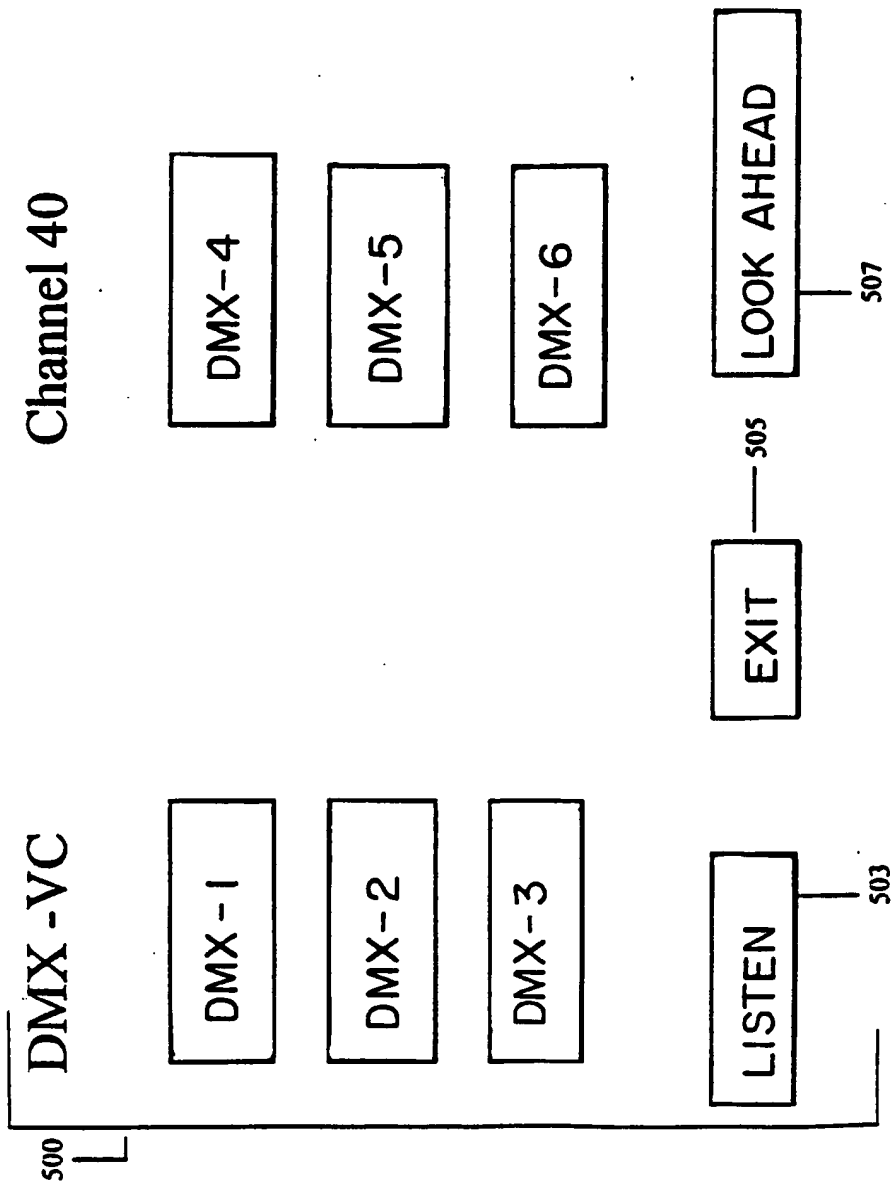 500
DMX-VC Channel 40
DMX-1 DMX-4
DMX-2 DMX-5
DMX-3 DMX-6
LISTEN EXIT LOOK AHEAD
503 505 507